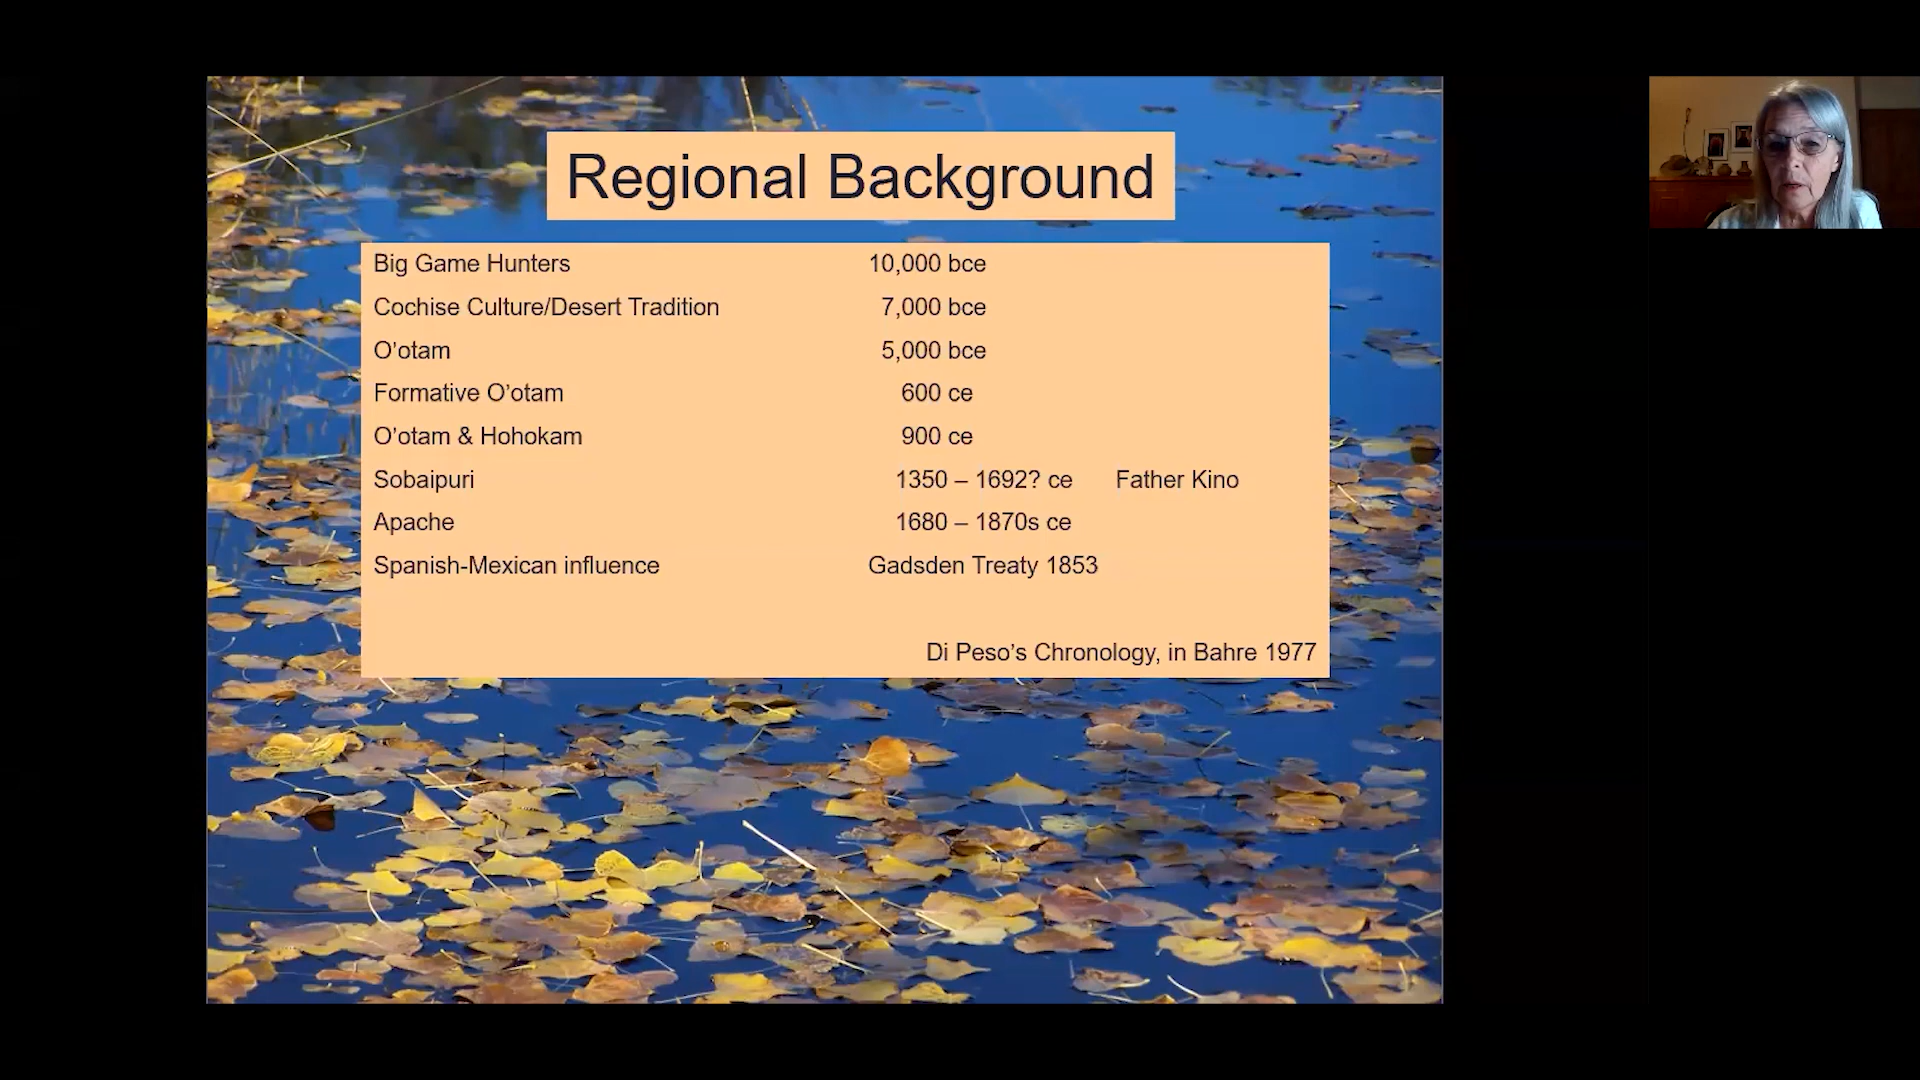 Regional Background
Big Game Hunters 10,000 bce
Cochise Culture/Desert Tradition 7,000 bce
O’otam 5,000 bce
Formative O’otam 600 ce
O’otam & Hohokam 900 ce
Sobaipuri 1350 – 1692? ce Father Kino
Apache 1680 – 1870s ce
Spanish-Mexican influence Gadsden Treaty 1853
Di Peso’s Chronology, in Bahre 1977